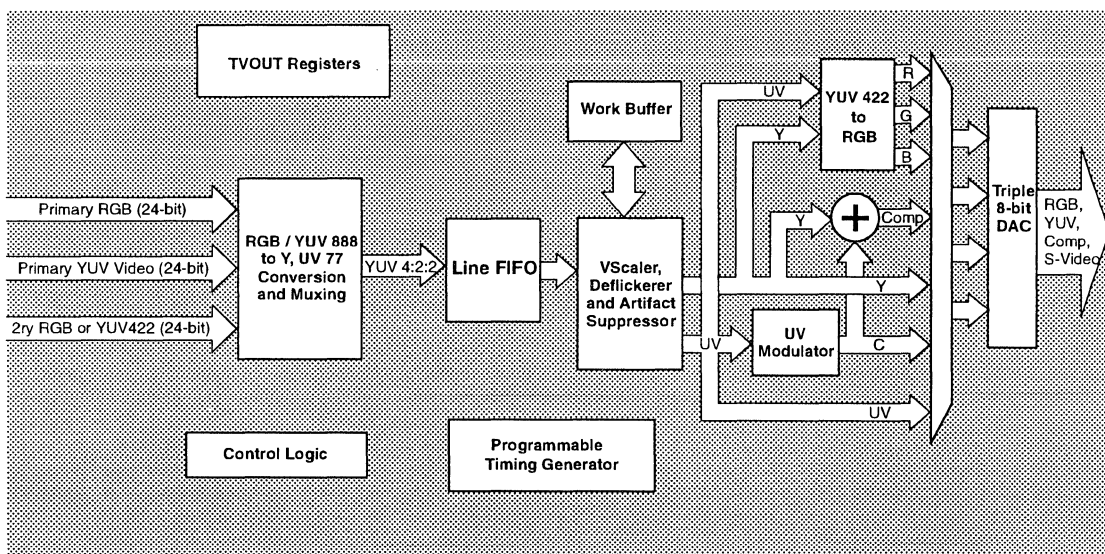 TVOUT Registers
Work Buffer
UV
YUV 422
to
RGB
R
G
B
Y
Primary RGB (24-bit)
Primary YUV Video (24-bit)
2ry RGB or YUV422 (24-bit)
RGB / YUV 888
to Y, UV 77
Conversion
and Muxing
YUV 4:2:2
Line FIFO
VScaler,
Deflickerer
and Artifact
Suppressor
Y
+
Comp
Y
UV
UV
Modulator
C
UV
Triple
8-bit
DAC
RGB,
YUV,
Comp,
S-Video
Control Logic
Programmable
Timing Generator